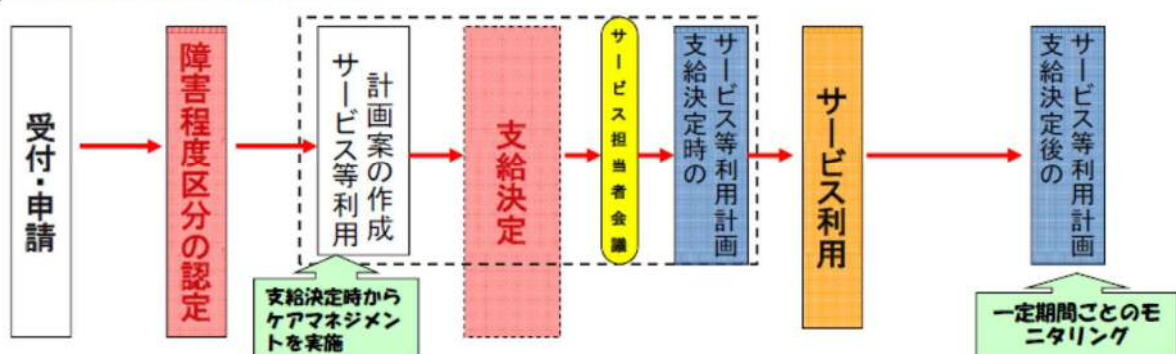 受付・申請
障害程度区分の認定
サービス等利用
計画案の作成
支給決定時から
ケアマネジメン
トを実施
支給決定
サービス担当者会議
支給決定時の
サービス等利用計画
サービス利用
支給決定後の
サービス等利用計画
一定期間ごとのモ
ニタリング